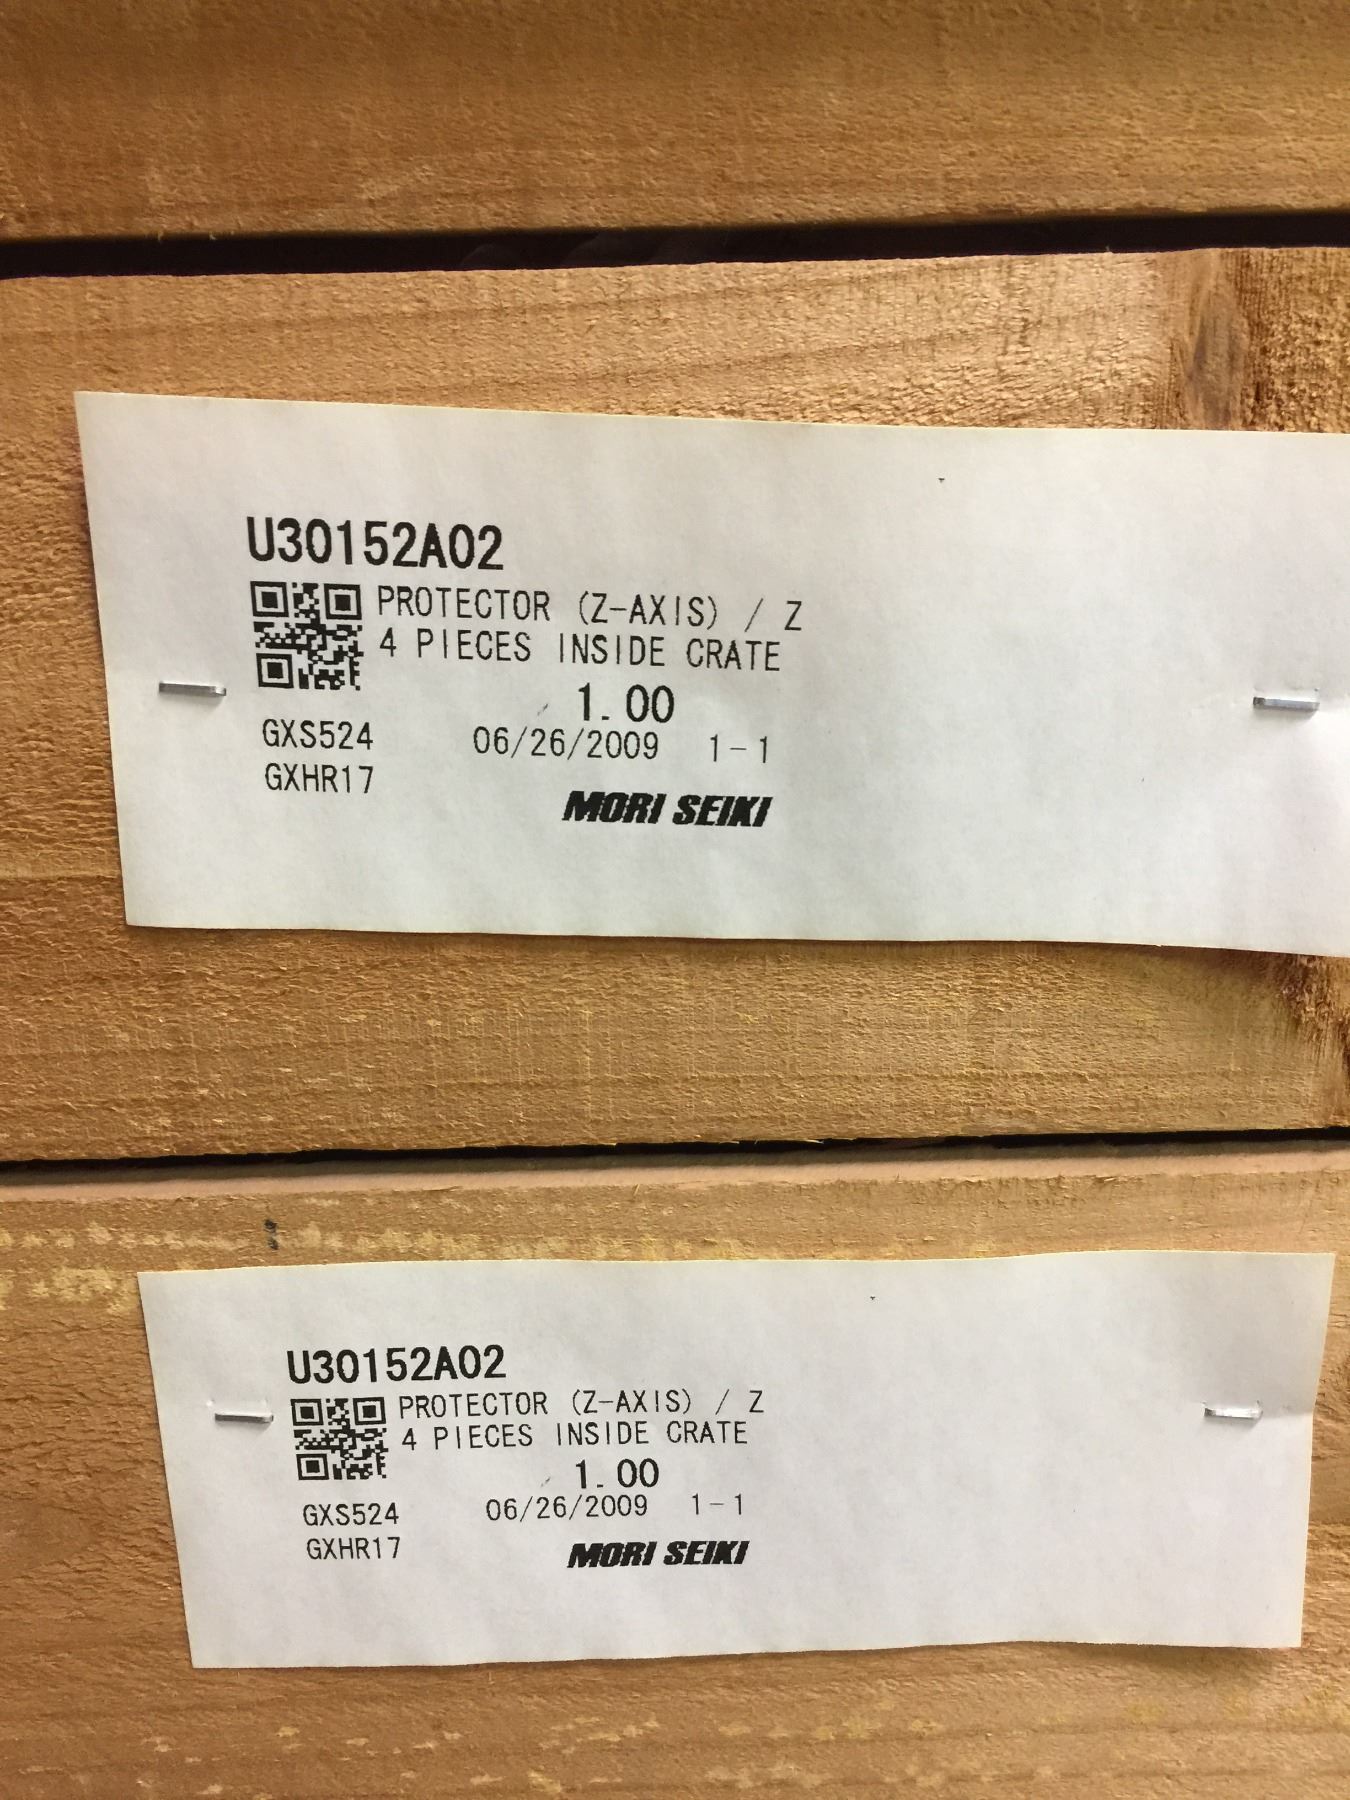 U30152A02
PROTECTOR (Z-AXIS) / Z
4 PIECES INSIDE CRATE
1.00
GXS524 06/26/2009 1-1
GXHR17
MORI SEIKI
U30152A02
PROTECTOR (Z-AXIS) / Z
4 PIECES INSIDE CRATE
1.00
GXS524 06/26/2009 1-1
GXHR17
MORI SEIKI